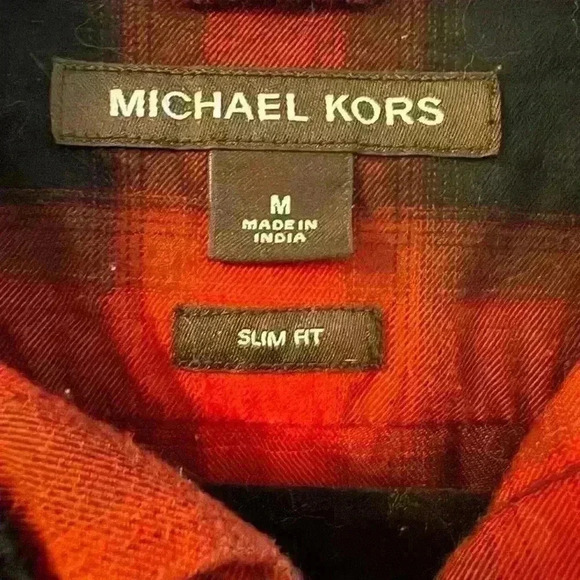 MICHAEL KORS
M
MADE IN
INDIA
SLIM FIT